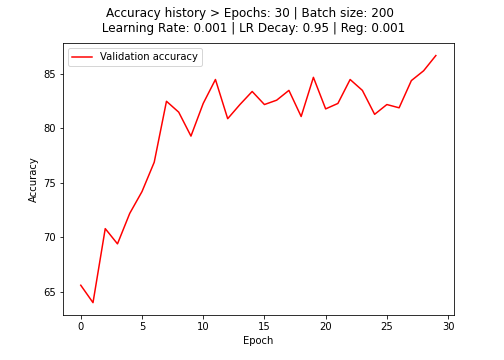 Accuracy history > Epochs: 30 | Batch size: 200
Learning Rate: 0.001 | LR Decay: 0.95 | Reg: 0.001
Validation accuracy
85
80
75
70
65
Accuracy
0 5 10 15 20 25 30
Epoch